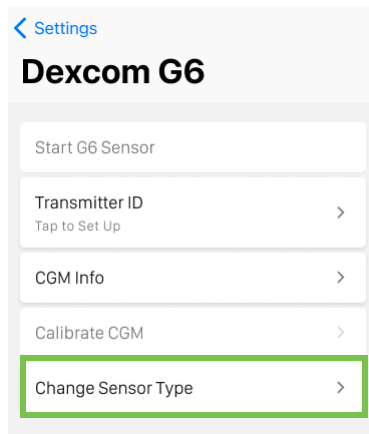 Settings
Dexcom G6
Start G6 Sensor
Transmitter ID
Tap to Set Up
CGM Info
Calibrate CGM
Change Sensor Type